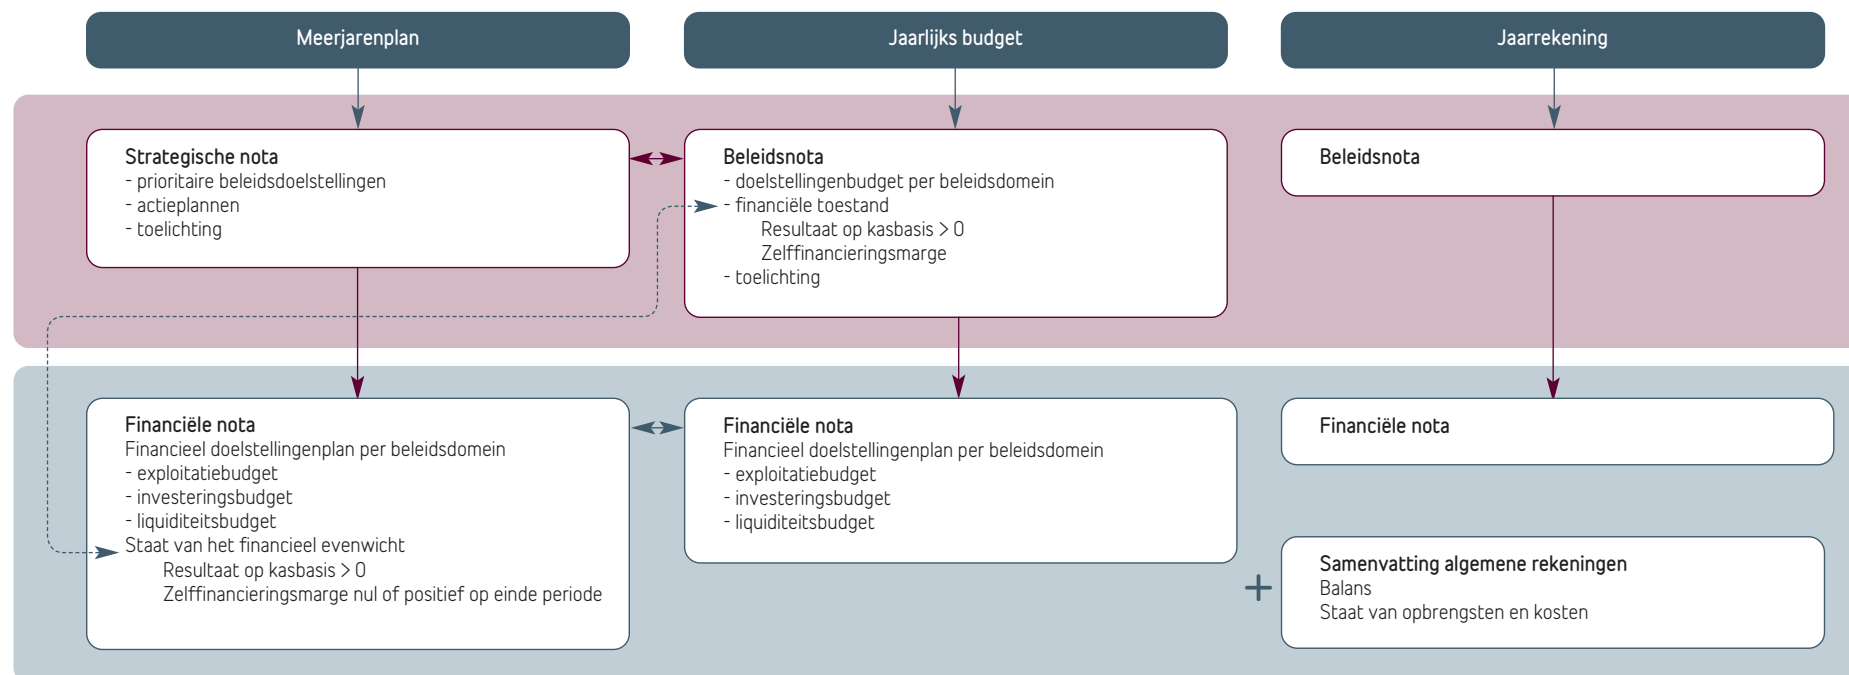 Meerjarenplan
Jaarlijks budget
Jaarrekening
Strategische nota
- prioritaire beleidsdoelstellingen
- actieplannen
- toelichting
Beleidsnota
- doelstellingenbudget per beleidsdomein
- financiële toestand
Resultaat op kasbasis > 0
Zelffinancieringsmarge
- toelichting
Beleidsnota
Financiële nota
Financieel doelstellingenplan per beleidsdomein
- exploitatiebudget
- investeringsbudget
- liquiditeitsbudget
Staat van het financieel evenwicht
Resultaat op kasbasis > 0
Zelffinancieringsmarge nul of positief op einde periode
Financiële nota
Financieel doelstellingenplan per beleidsdomein
- exploitatiebudget
- investeringsbudget
- liquiditeitsbudget
Financiële nota
+
Samenvatting algemene rekeningen
Balans
Staat van opbrengsten en kosten